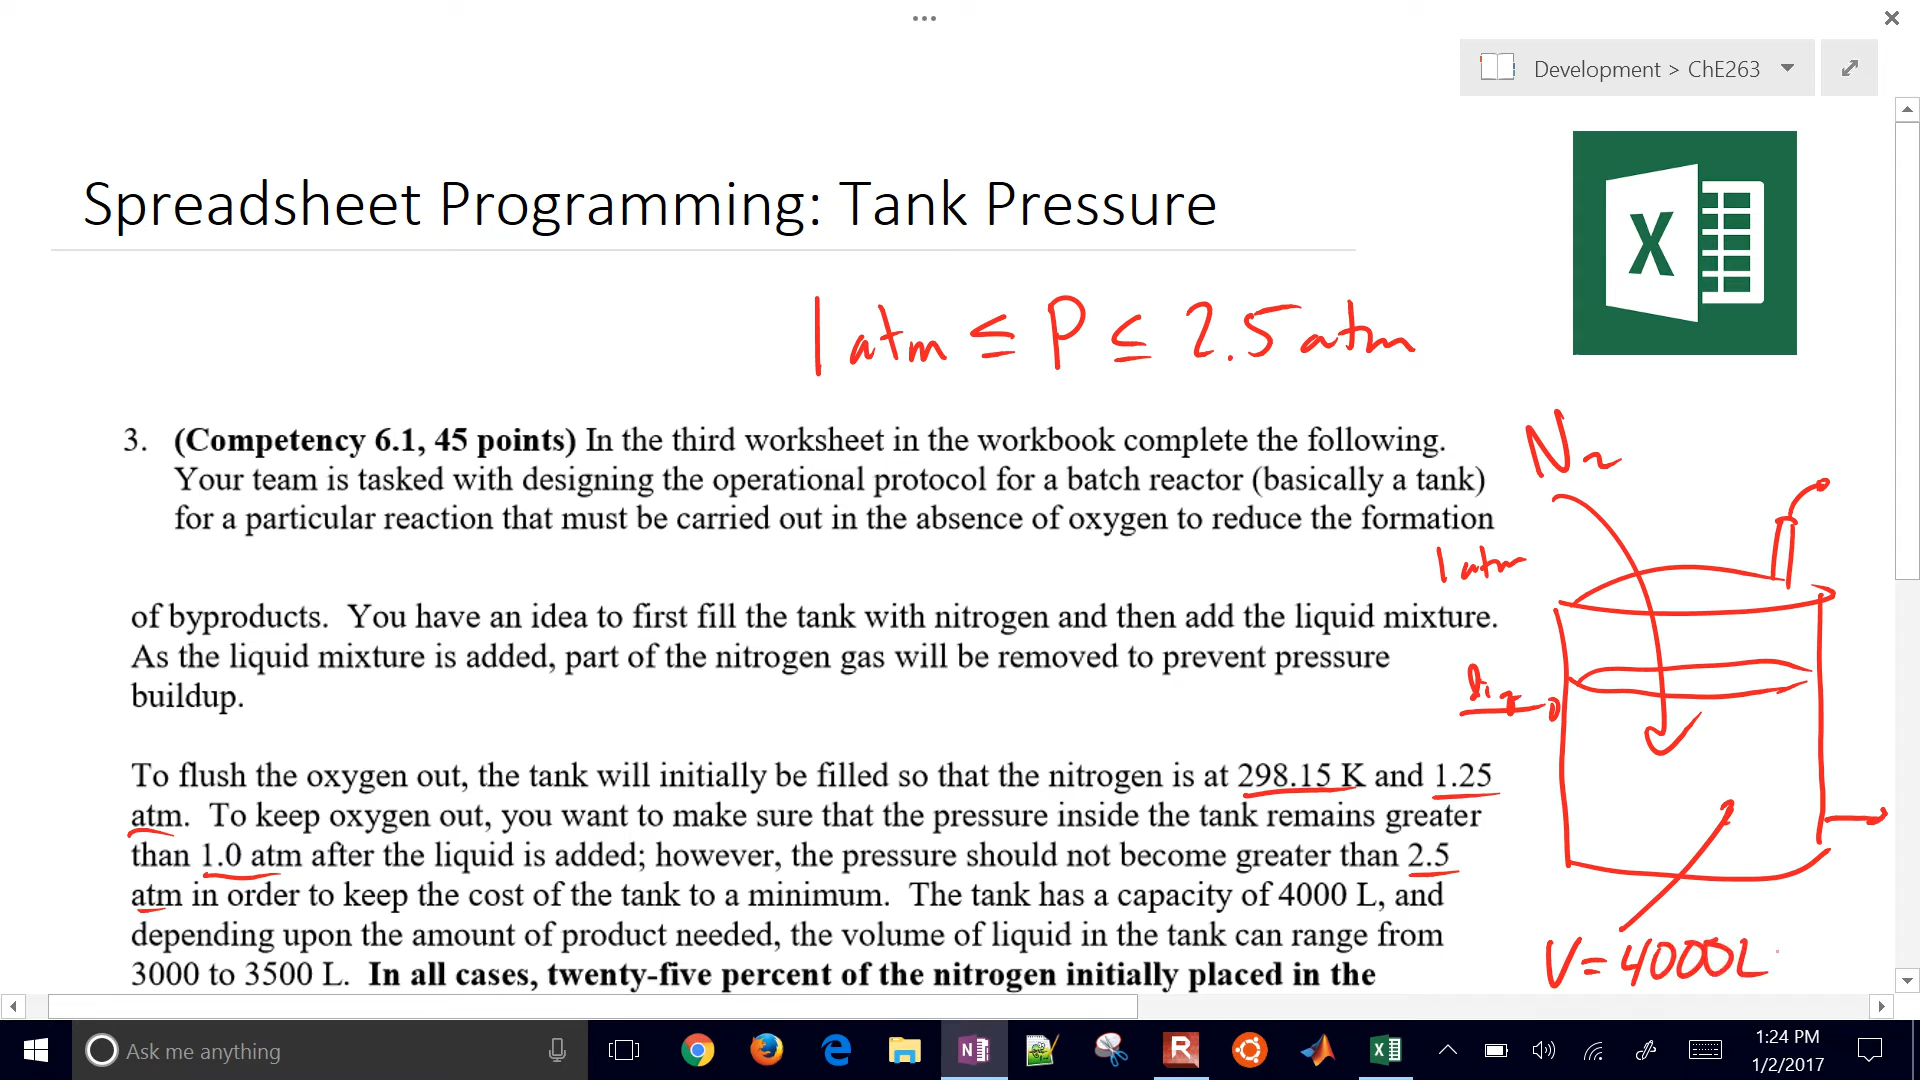 Development > ChE263
Spreadsheet Programming: Tank Pressure
X
1 atm ≤ P ≤ 2.5 atm
3. (Competency 6.1, 45 points) In the third worksheet in the workbook complete the following.
Your team is tasked with designing the operational protocol for a batch reactor (basically a tank)
for a particular reaction that must be carried out in the absence of oxygen to reduce the formation
N2
1 atm
of byproducts. You have an idea to first fill the tank with nitrogen and then add the liquid mixture.
As the liquid mixture is added, part of the nitrogen gas will be removed to prevent pressure
buildup.
liq
To flush the oxygen out, the tank will initially be filled so that the nitrogen is at 298.15 K and 1.25
atm. To keep oxygen out, you want to make sure that the pressure inside the tank remains greater
than 1.0 atm after the liquid is added; however, the pressure should not become greater than 2.5
atm in order to keep the cost of the tank to a minimum. The tank has a capacity of 4000 L, and
depending upon the amount of product needed, the volume of liquid in the tank can range from
3000 to 3500 L. In all cases, twenty-five percent of the nitrogen initially placed in the
V = 4000L
Ask me anything
N
R
X
1:24 PM
1/2/2017